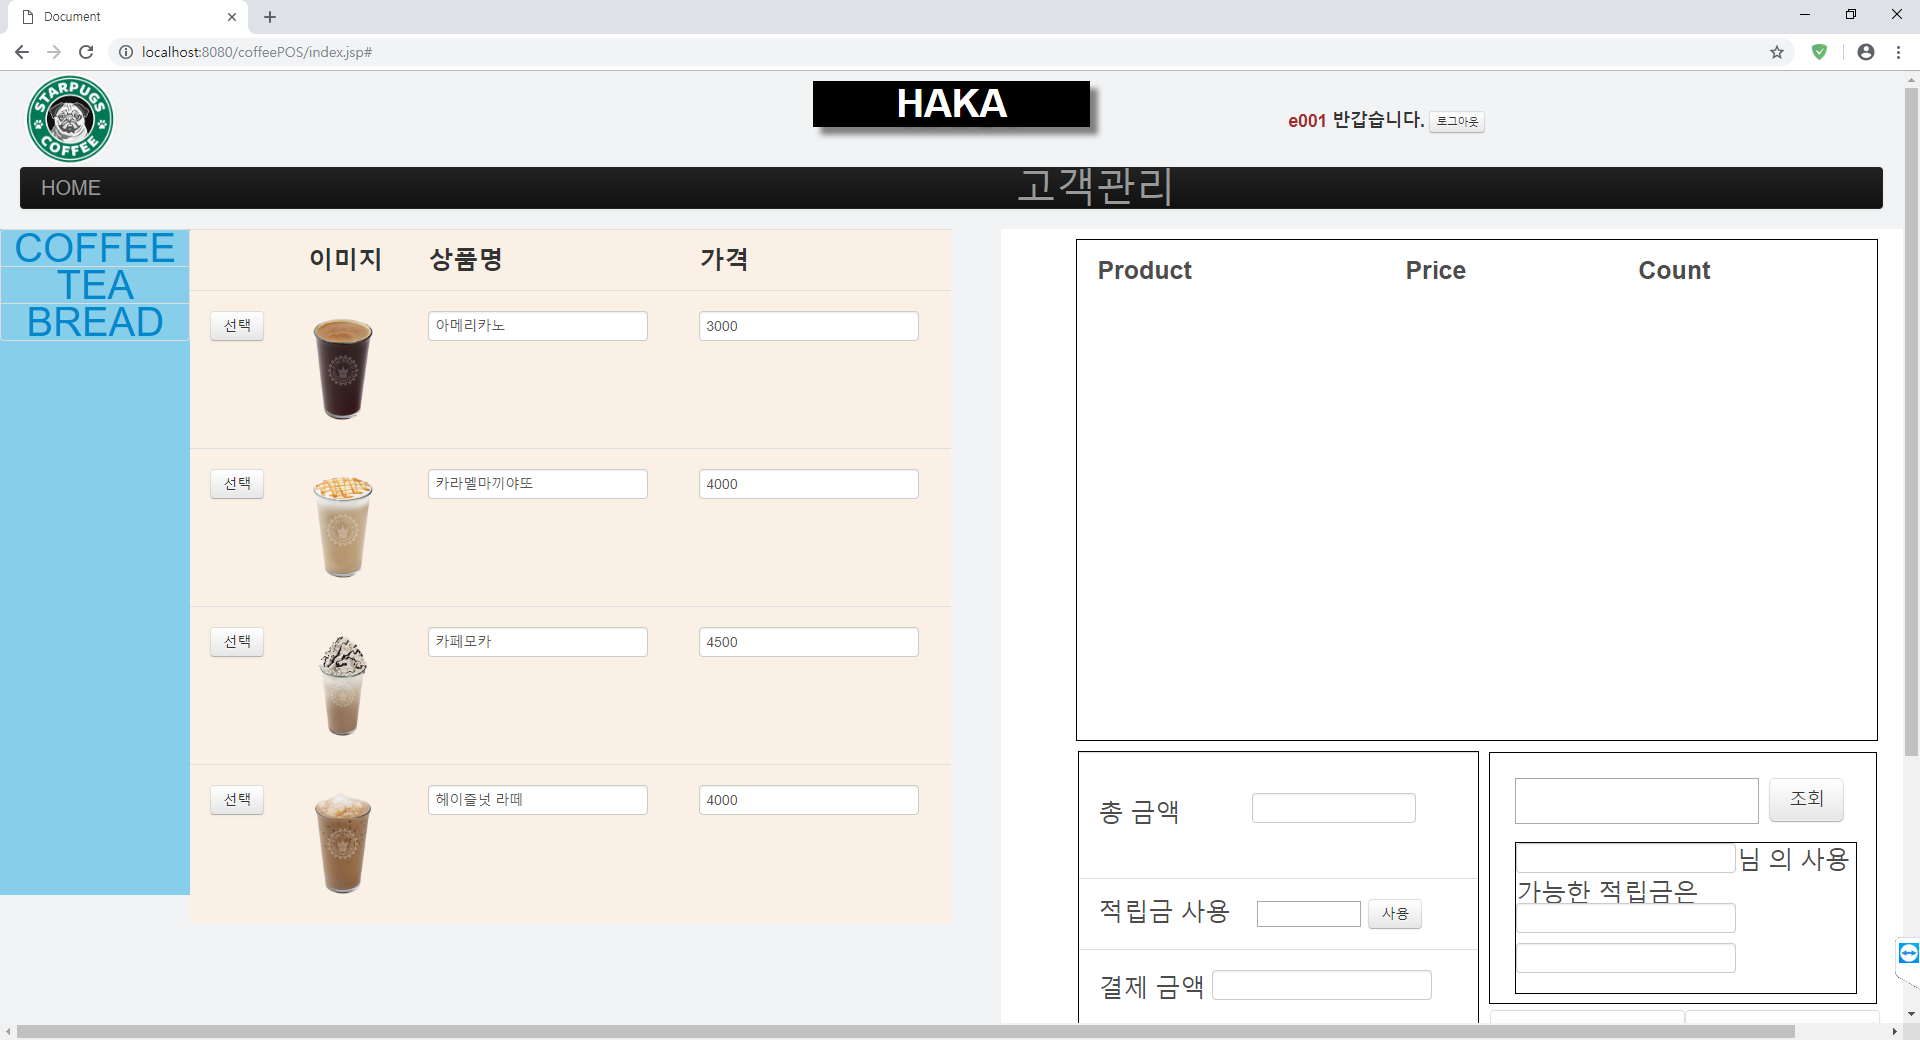 Document
localhost:8080/coffeePOS/index.jsp#
STARPUGS
COFFEE
HAKA
e001 반갑습니다. 로그아웃
HOME
고객관리
COFFEE
TEA
BREAD
이미지 상품명 가격
선택 아메리카노 3000
선택 카라멜마끼야또 4000
선택 카페모카 4500
선택 헤이즐넛 라떼 4000
Product Price Count
총 금액
적립금 사용 사용
결제 금액
조회
님 의 사용
가능한 적립금은